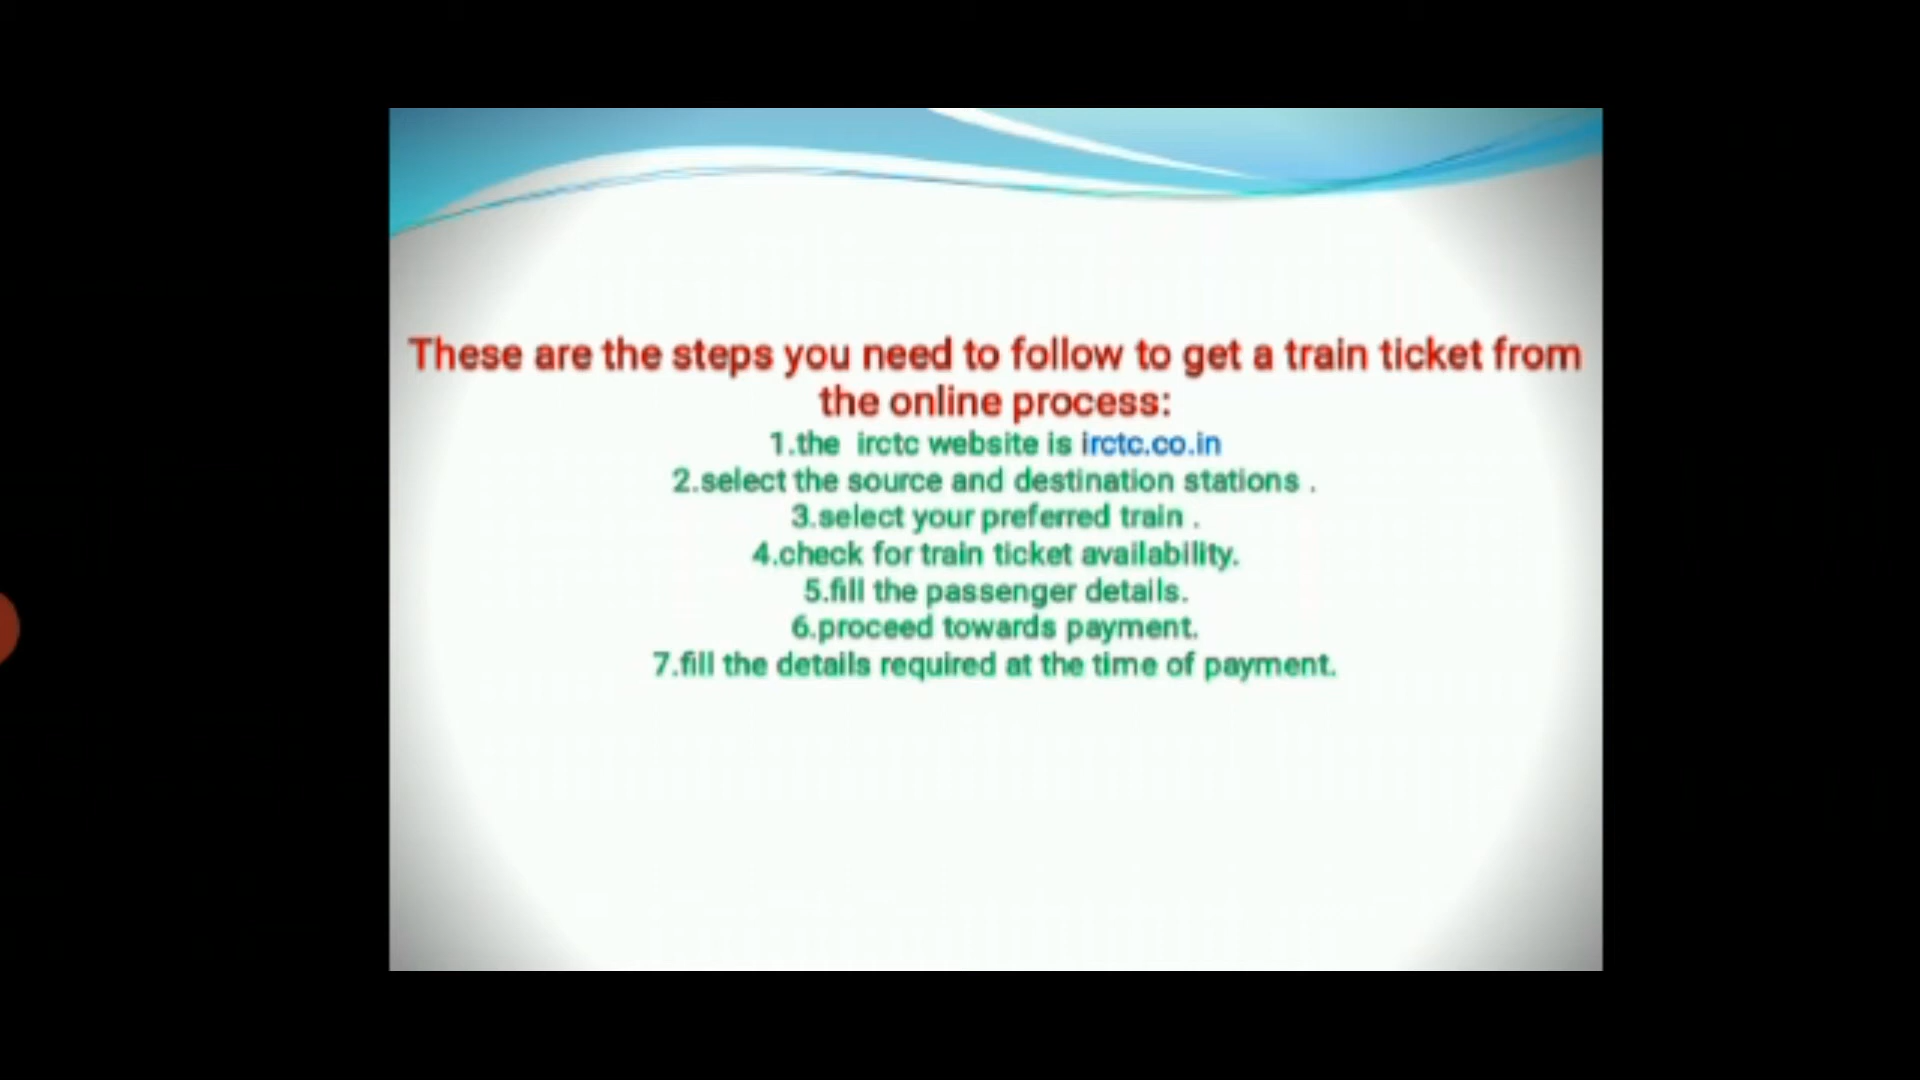 These are the steps you need to follow to get a train ticket from
the online process:
1.the  irctc website is irctc.co.in
2.select the source and destination stations .
3.select your preferred train .
4.check for train ticket availability.
5.fill the passenger details.
6.proceed towards payment.
7.fill the details required at the time of payment.